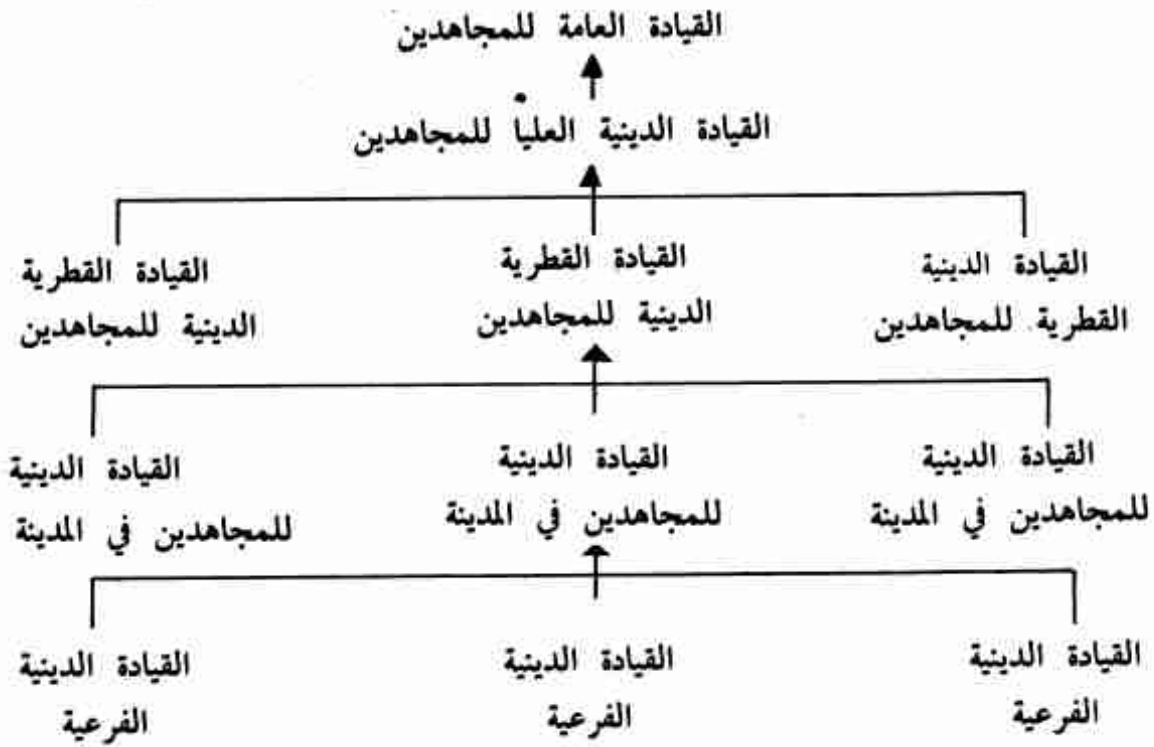 القيادة العامة للمجاهدين
القيادة الدينية العليا للمجاهدين
القيادة الدينية
القطرية للمجاهدين
القيادة القطرية
الدينية للمجاهدين
القيادة القطرية
الدينية للمجاهدين
القيادة الدينية
للمجاهدين في المدينة
القيادة الدينية
للمجاهدين في المدينة
القيادة الدينية
للمجاهدين في المدينة
القيادة الدينية
الفرعية
القيادة الدينية
الفرعية
القيادة الدينية
الفرعية